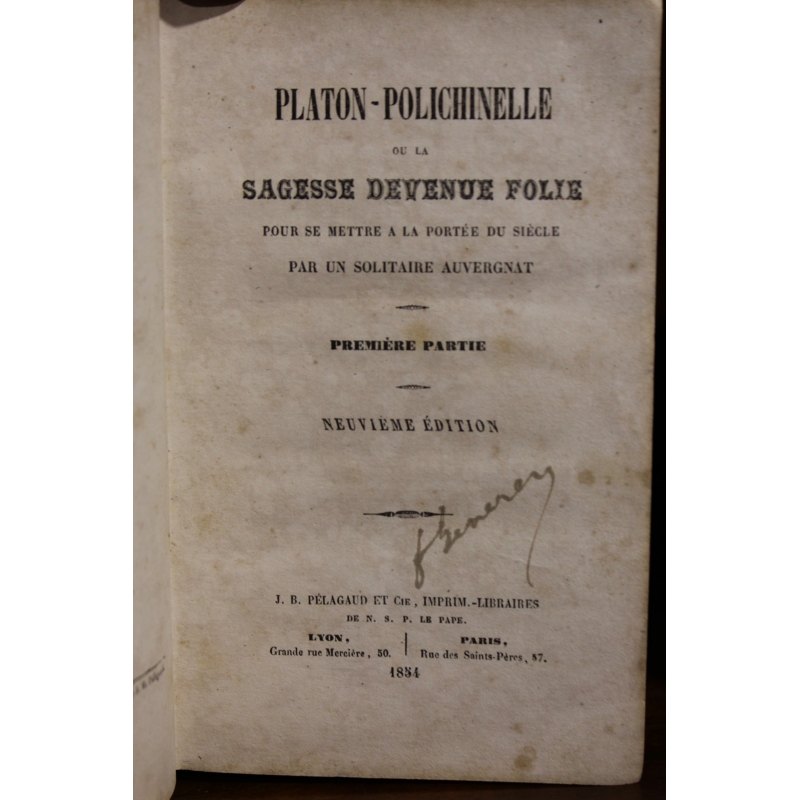 PLATON-POLICHINELLE
OU LA
SAGESSE DEVENUE FOLIE
POUR SE METTRE A LA PORTÉE DU SIÈCLE
PAR UN SOLITAIRE AUVERGNAT
PREMIÈRE PARTIE
NEUVIÈME ÉDITION
J. B. PÉLAGAUD ET Cie, IMPRIM.-LIBRAIRES
DE N. S. P. LE PAPE.
LYON,
Grande rue Mercière, 50.
PARIS,
Rue des Saints-Pères, 57.
1854